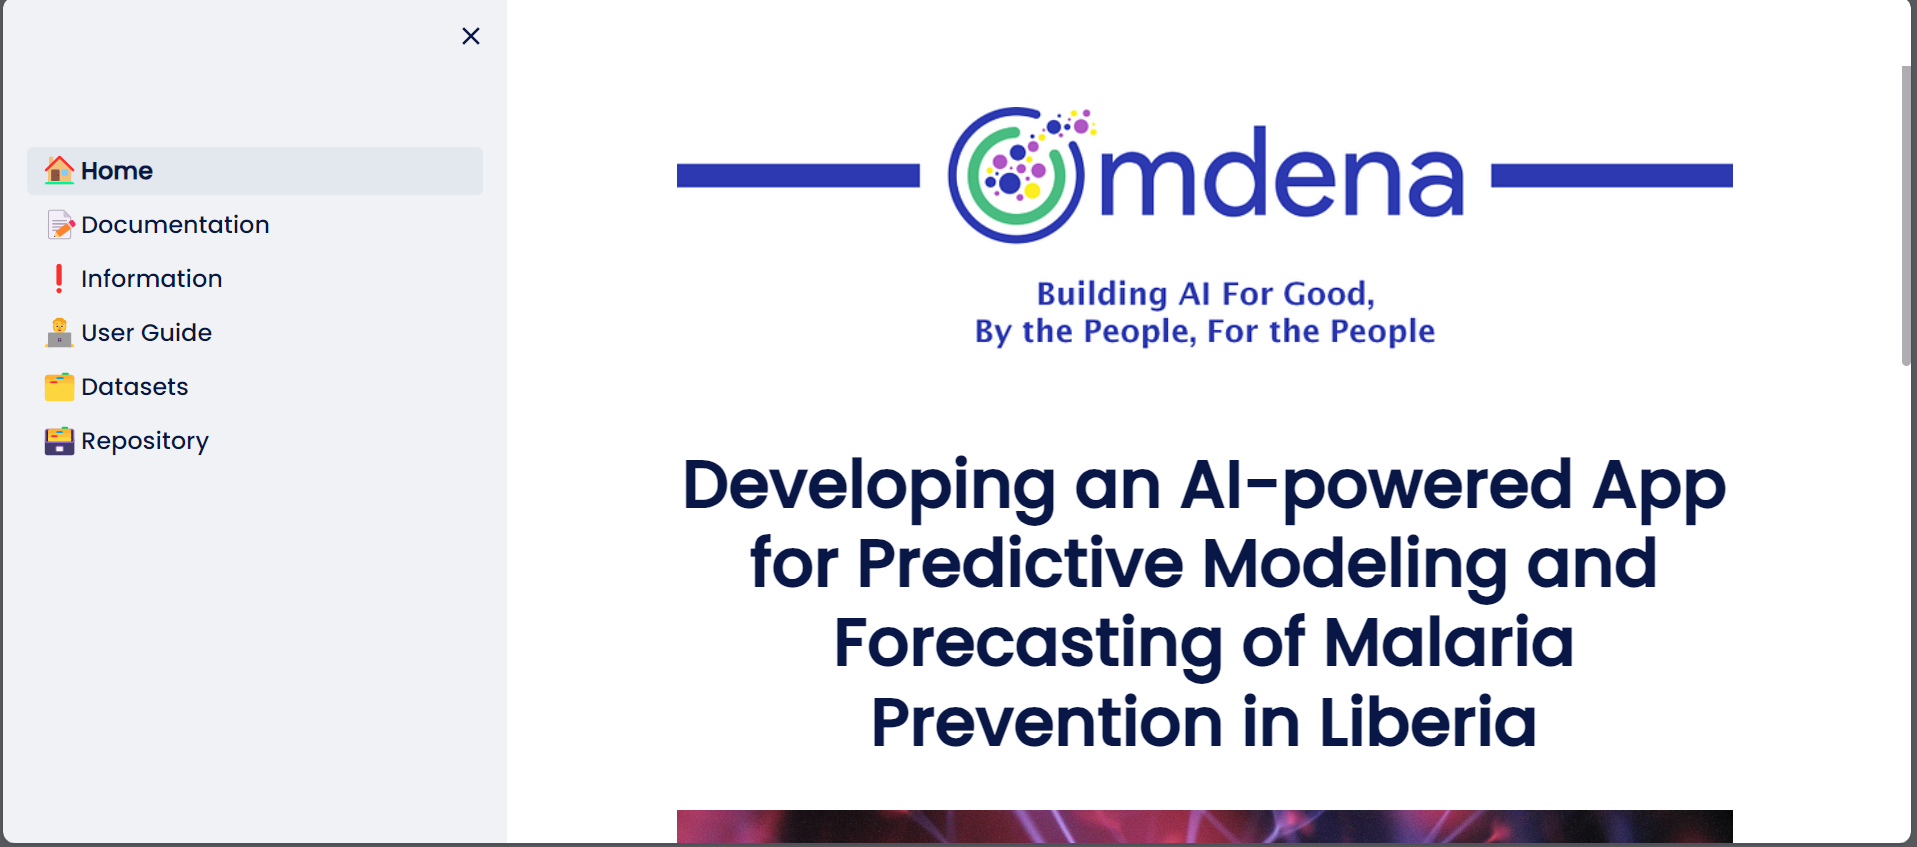 Home
Documentation
Information
User Guide
Datasets
Repository
Omdena
Building AI For Good,
By the People, For the People
Developing an AI-powered App
for Predictive Modeling and
Forecasting of Malaria
Prevention in Liberia